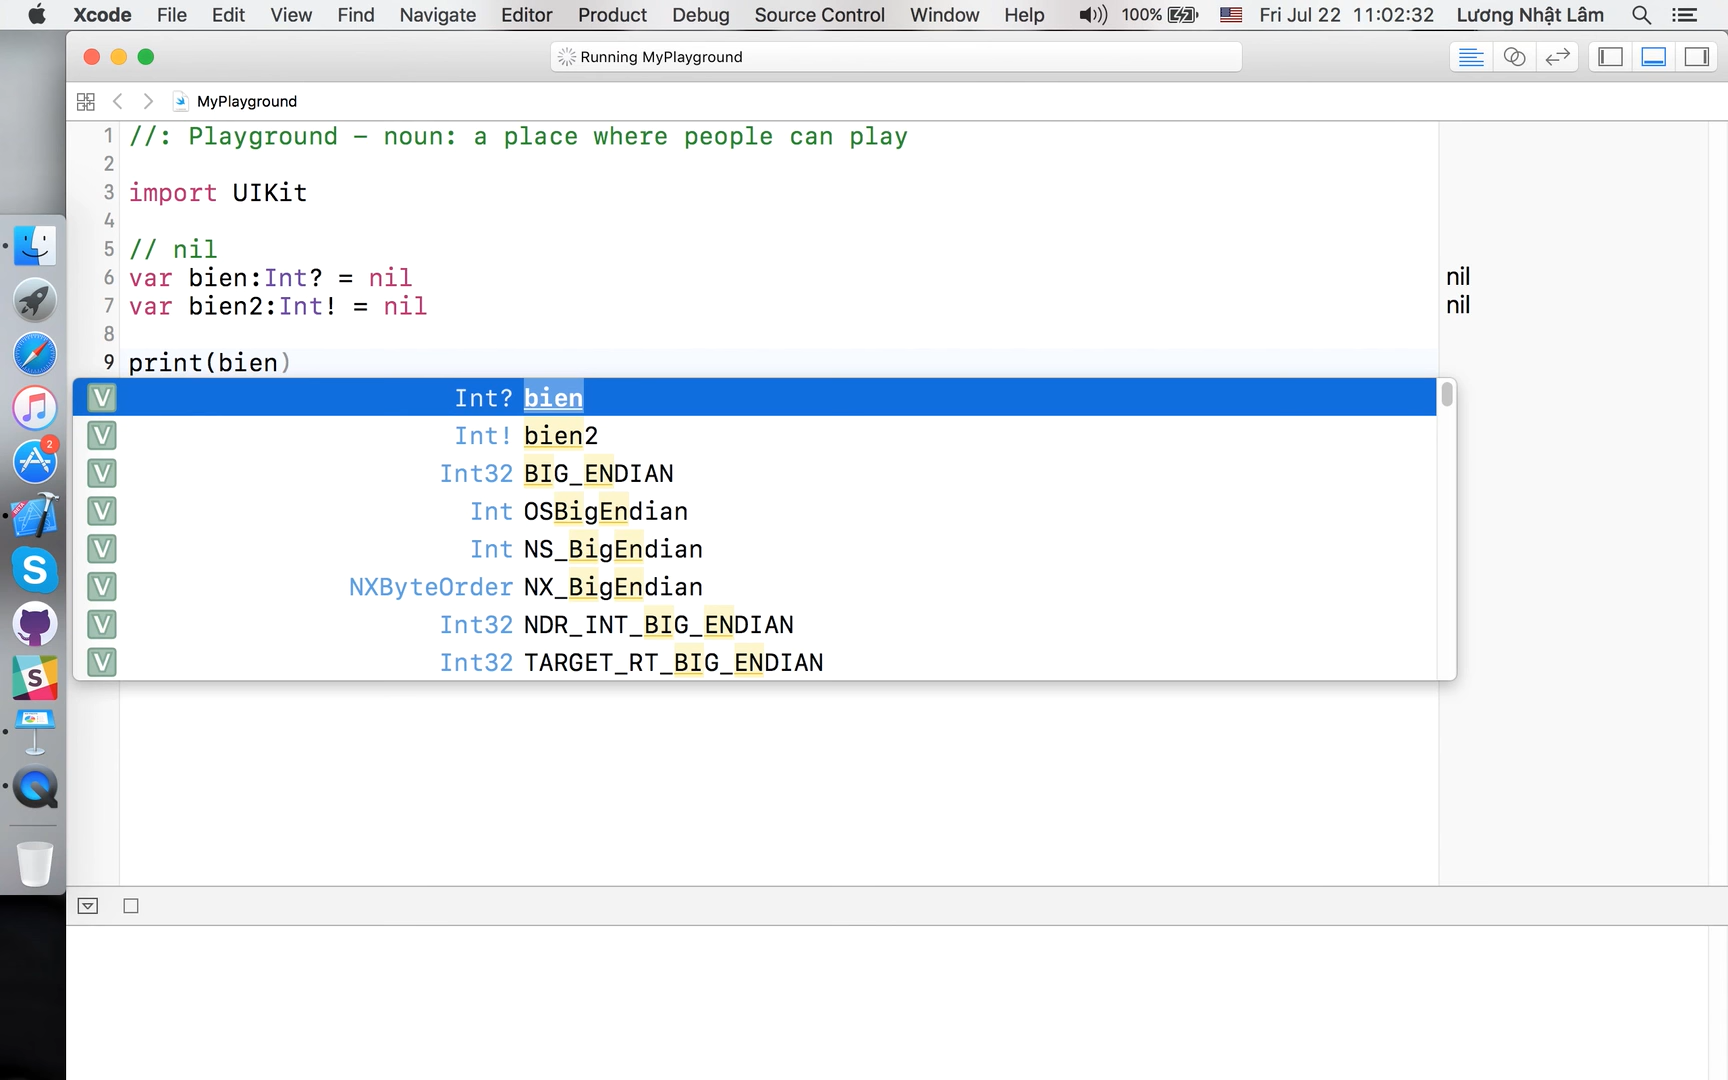 Xcode File Edit View Find Navigate Editor Product Debug Source Control Window Help 100% Fri Jul 22 11:02:32 Lương Nhật Lâm
Running MyPlayground
MyPlayground
1 //: Playground - noun: a place where people can play
2
3 import UIKit
4
5 // nil
6 var bien:Int? = nil nil
7 var bien2:Int! = nil nil
8
9 print(bien)
V Int? bien
V Int! bien2
V Int32 BIG_ENDIAN
V Int OSBigEndian
V Int NS_BigEndian
V NXByteOrder NX_BigEndian
V Int32 NDR_INT_BIG_ENDIAN
V Int32 TARGET_RT_BIG_ENDIAN
2
BETA
S
S